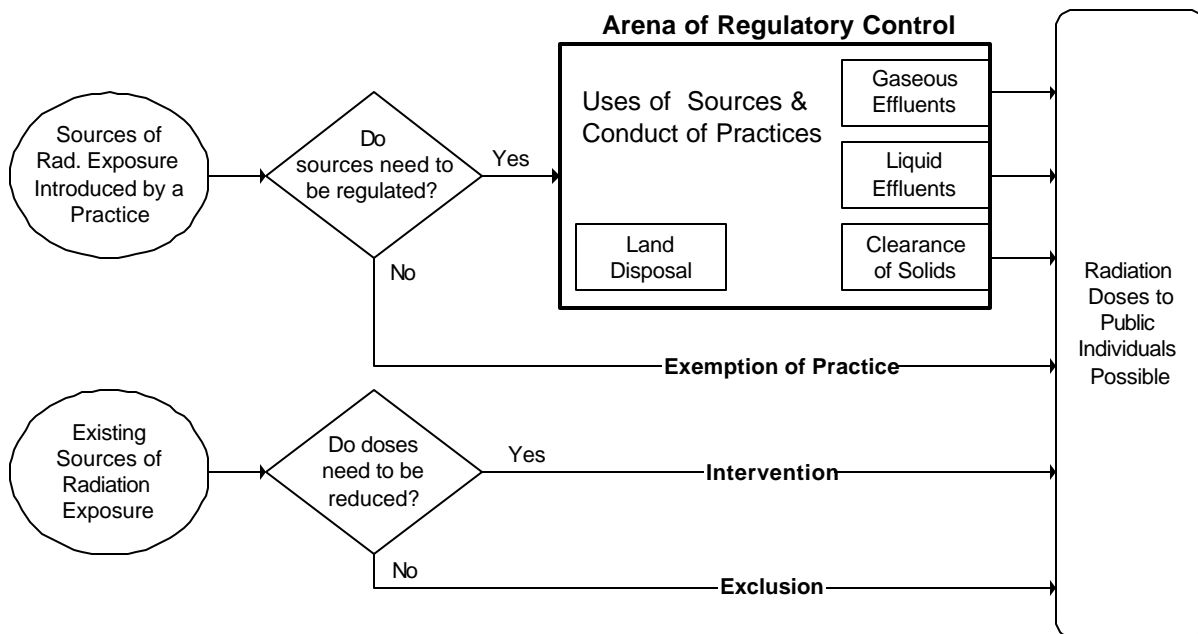 Arena of Regulatory Control
Sources of
Rad. Exposure
Introduced by a
Practice
Do
sources need to
be regulated?
Yes
No
Uses of Sources &
Conduct of Practices
Gaseous
Effluents
Liquid
Effluents
Land
Disposal
Clearance
of Solids
Exemption of Practice
Existing
Sources of
Radiation
Exposure
Do doses
need to be
reduced?
Yes
Intervention
No
Exclusion
Radiation
Doses to
Public
Individuals
Possible